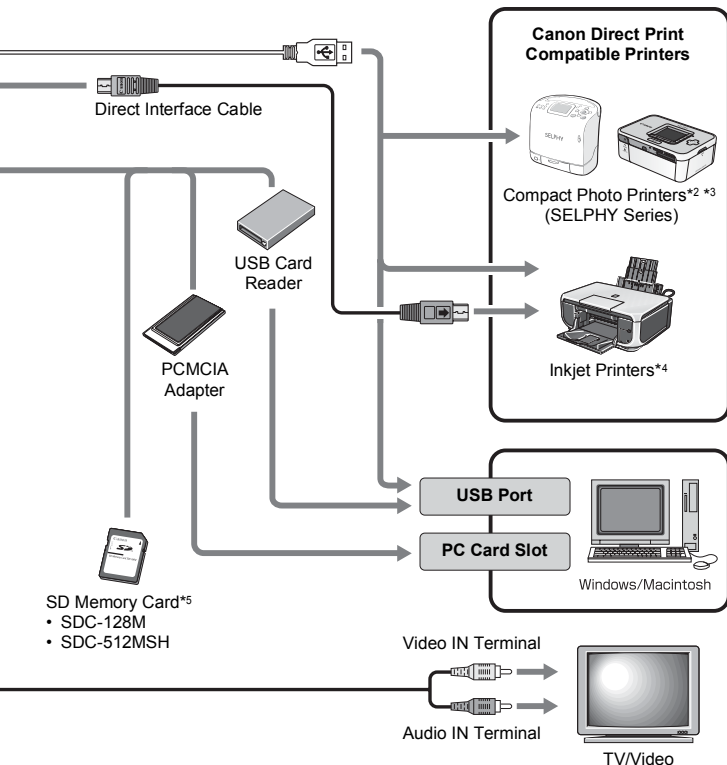 Canon Direct Print
Compatible Printers
Direct Interface Cable
SELPHY
Compact Photo Printers*2 *3
(SELPHY Series)
USB Card
Reader
PCMCIA
Adapter
Inkjet Printers*4
USB Port
PC Card Slot
Windows/Macintosh
Canon
SD
SD Memory Card*5
• SDC-128M
• SDC-512MSH
Video IN Terminal
Audio IN Terminal
TV/Video